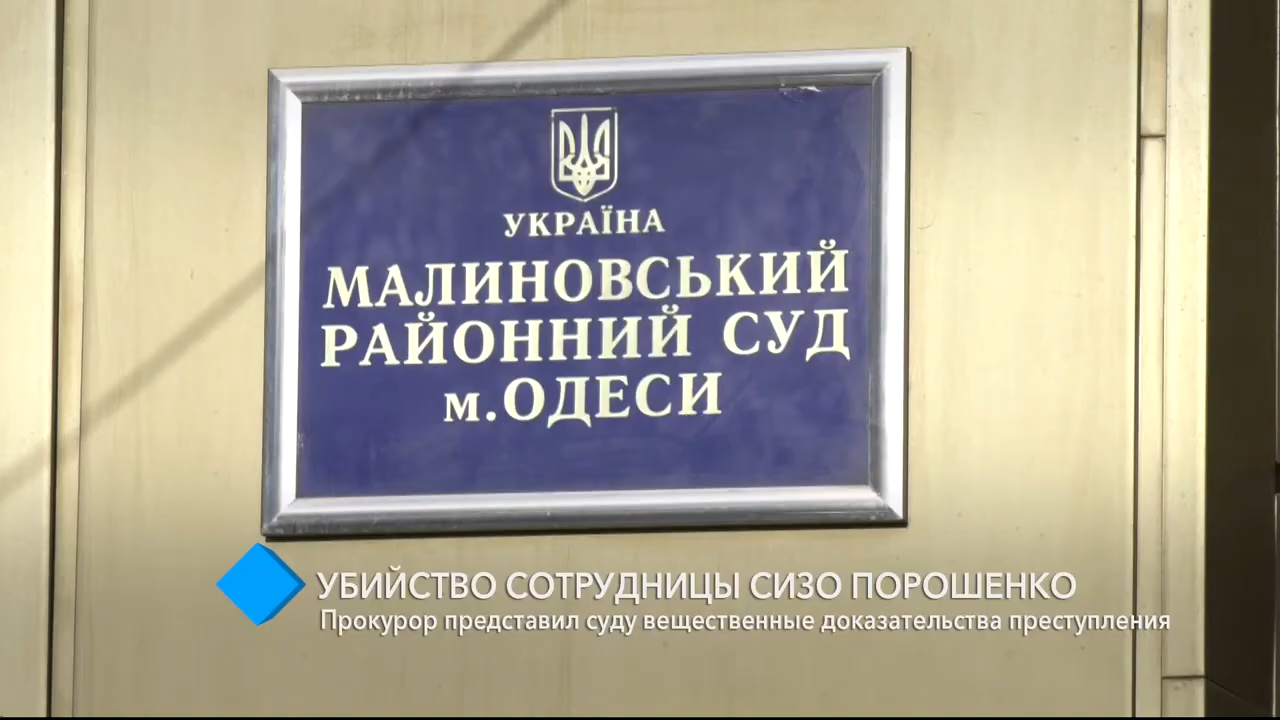 УКРАЇНА
МАЛИНОВСЬКИЙ
РАЙОННИЙ СУД
м.ОДЕСИ
УБИЙСТВО СОТРУДНИЦЫ СИЗО ПОРОШЕНКО
Прокурор представил суду вещественные доказательства преступления